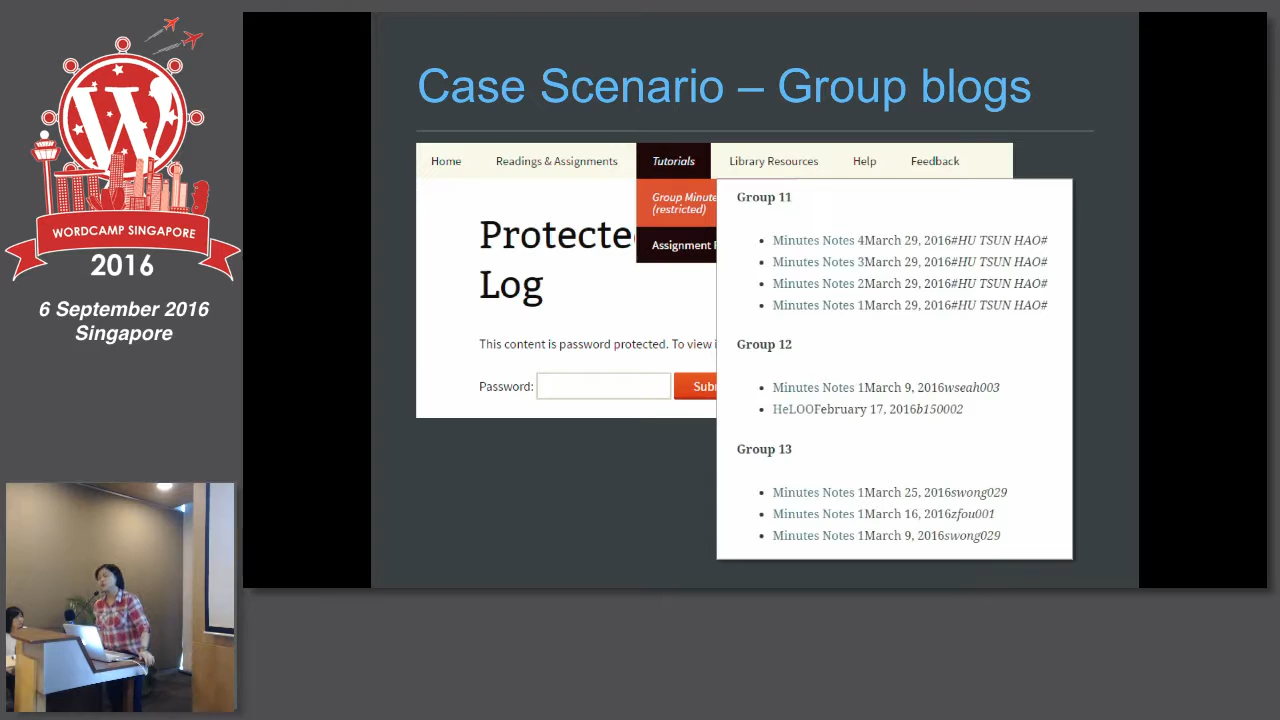 WORDCAMP SINGAPORE
2016
6 September 2016
Singapore
Case Scenario – Group blogs
Home Readings & Assignments Tutorials Library Resources Help Feedback
Group Minute
(restricted)
Assignment
Protecte
Log
This content is password protected. To view
Password:
Group 11
Minutes Notes 4March 29, 2016#HU TSUN HAO#
Minutes Notes 3March 29, 2016#HU TSUN HAO#
Minutes Notes 2March 29, 2016#HU TSUN HAO#
Minutes Notes 1March 29, 2016#HU TSUN HAO#
Group 12
Minutes Notes 1March 9, 2016wseah003
HeLOOFebruary 17, 2016b150002
Group 13
Minutes Notes 1March 25, 2016swong029
Minutes Notes 1March 16, 2016zfou001
Minutes Notes 1March 9, 2016swong029